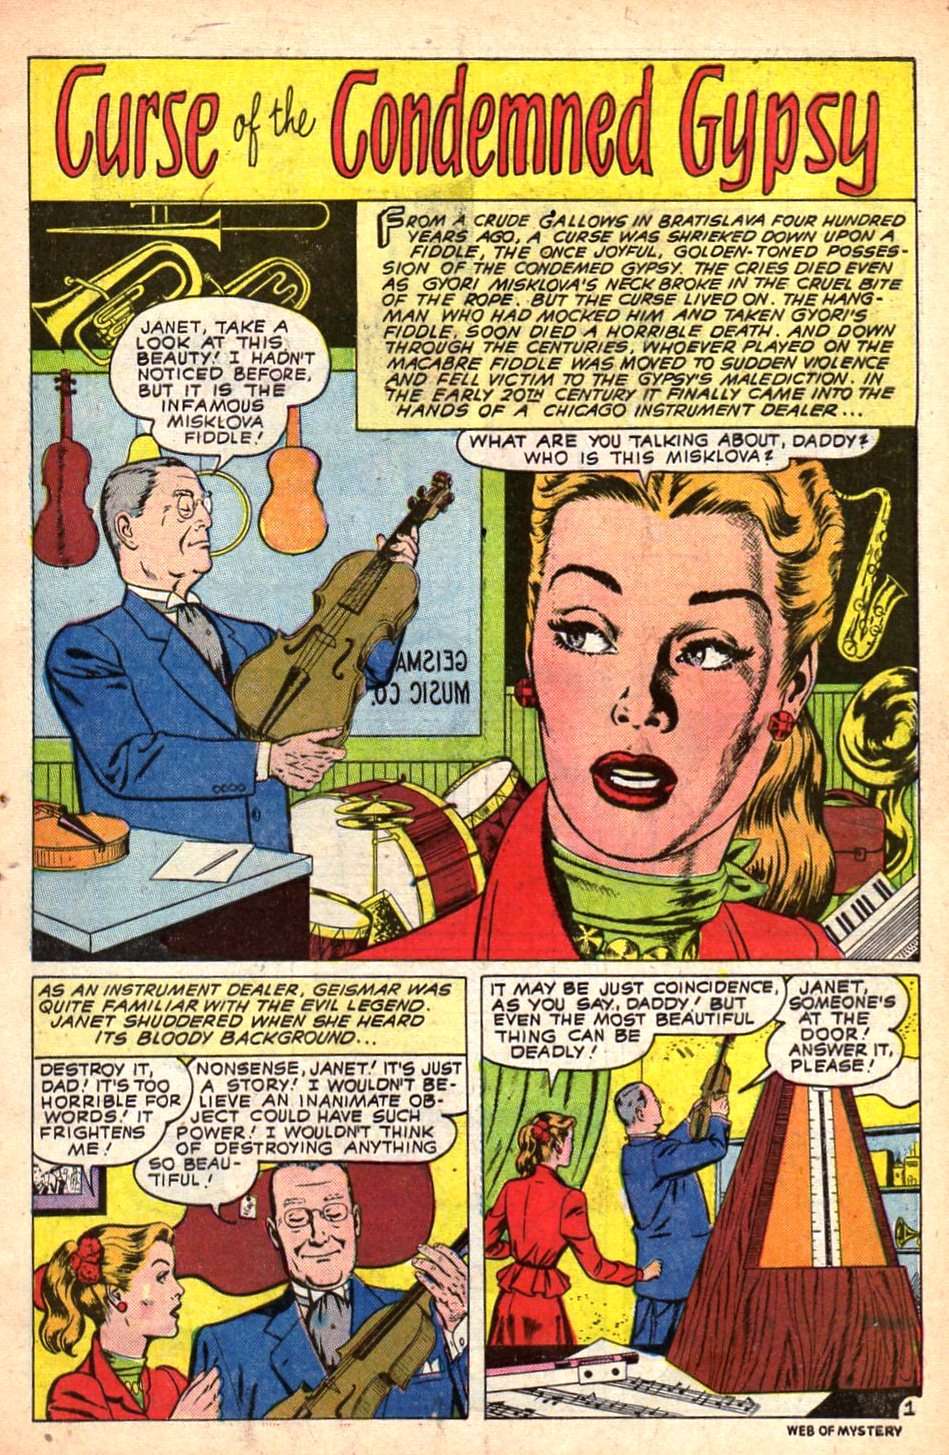 Curse of the Condemned Gypsy
FROM A CRUDE GALLOWS IN BRATISLAVA FOUR HUNDRED
YEARS AGO, A CURSE WAS SHRIEKED DOWN UPON A
FIDDLE, THE ONCE JOYFUL, GOLDEN-TONED POSSES-
SION OF THE CONDEMED GYPSY. THE CRIES DIED EVEN
AS GYORI MISKLOVA'S NECK BROKE IN THE CRUEL BITE
OF THE ROPE. BUT THE CURSE LIVED ON. THE HANG-
MAN WHO HAD MOCKED HIM AND TAKEN GYORI'S
FIDDLE, SOON DIED A HORRIBLE DEATH. AND DOWN
THROUGH THE CENTURIES, WHOEVER PLAYED ON THE
MACABRE FIDDLE WAS MOVED TO SUDDEN VIOLENCE
AND FELL VICTIM TO THE GYPSY'S MALEDICTION. IN
THE EARLY 20TH CENTURY IT FINALLY CAME INTO THE
HANDS OF A CHICAGO INSTRUMENT DEALER...
JANET, TAKE A
LOOK AT THIS
BEAUTY! I HADN'T
NOTICED BEFORE,
BUT IT IS THE
INFAMOUS
MISKLOVA
FIDDLE!
WHAT ARE YOU TALKING ABOUT, DADDY?
WHO IS THIS MISKLOVA?
GEISMA
MUSIC CO.
AS AN INSTRUMENT DEALER, GEISMAR WAS
QUITE FAMILIAR WITH THE EVIL LEGEND.
JANET SHUDDERED WHEN SHE HEARD
ITS BLOODY BACKGROUND...
DESTROY IT,
DAD! IT'S TOO
HORRIBLE FOR
WORDS! IT
FRIGHTENS
ME!
NONSENSE, JANET! IT'S JUST
A STORY! I WOULDN'T BE-
LIEVE AN INANIMATE OB-
JECT COULD HAVE SUCH
POWER! I WOULDN'T THINK
OF DESTROYING ANYTHING
SO BEAU-
TIFUL!
IT MAY BE JUST COINCIDENCE,
AS YOU SAY, DADDY! BUT
EVEN THE MOST BEAUTIFUL
THING CAN BE
DEADLY!
JANET,
SOMEONE'S
AT THE
DOOR!
ANSWER IT,
PLEASE!
1
WEB OF MYSTERY